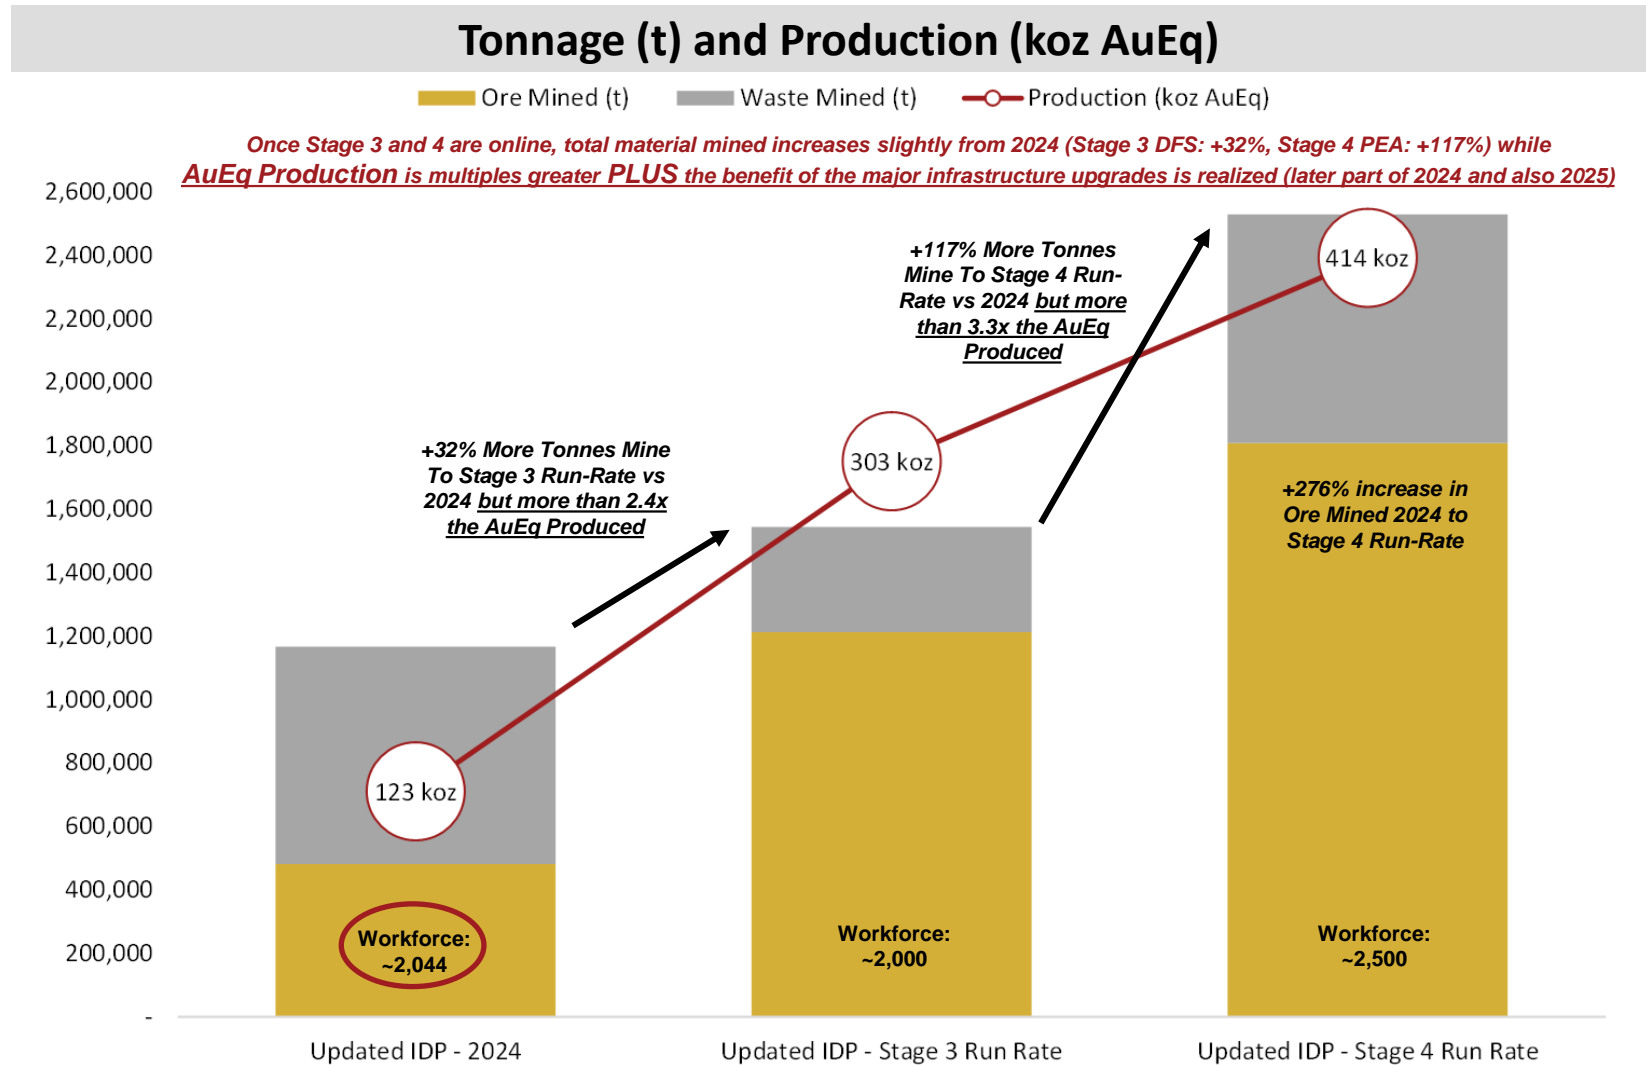 Tonnage (t) and Production (koz AuEq)
Ore Mined (t)
Waste Mined (t)
Production (koz AuEq)
Once Stage 3 and 4 are online, total material mined increases slightly from 2024 (Stage 3 DFS: +32%, Stage 4 PEA: +117%) while
AuEq Production is multiples greater PLUS the benefit of the major infrastructure upgrades is realized (later part of 2024 and also 2025)
2,600,000
2,400,000
2,200,000
2,000,000
1,800,000
1,600,000
1,400,000
1,200,000
1,000,000
800,000
600,000
400,000
200,000
-
+32% More Tonnes Mine
To Stage 3 Run-Rate vs
2024 but more than 2.4x
the AuEq Produced
+117% More Tonnes
Mine To Stage 4 Run-
Rate vs 2024 but more
than 3.3x the AuEq
Produced
+276% increase in
Ore Mined 2024 to
Stage 4 Run-Rate
123 koz
303 koz
414 koz
Workforce:
~2,044
Workforce:
~2,000
Workforce:
~2,500
Updated IDP - 2024
Updated IDP - Stage 3 Run Rate
Updated IDP - Stage 4 Run Rate